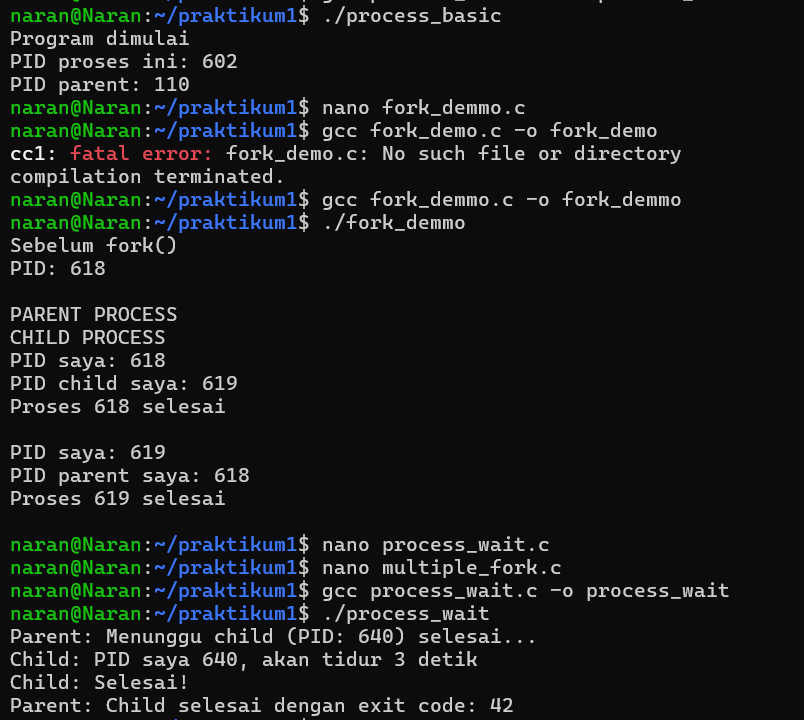 naran@Naran:~/praktikum1$ ./process_basic
Program dimulai
PID proses ini: 602
PID parent: 110
naran@Naran:~/praktikum1$ nano fork_demmo.c
naran@Naran:~/praktikum1$ gcc fork_demo.c -o fork_demo
cc1: fatal error: fork_demo.c: No such file or directory
compilation terminated.
naran@Naran:~/praktikum1$ gcc fork_demmo.c -o fork_demmo
naran@Naran:~/praktikum1$ ./fork_demmo
Sebelum fork()
PID: 618

PARENT PROCESS
CHILD PROCESS
PID saya: 618
PID child saya: 619
Proses 618 selesai

PID saya: 619
PID parent saya: 618
Proses 619 selesai

naran@Naran:~/praktikum1$ nano process_wait.c
naran@Naran:~/praktikum1$ nano multiple_fork.c
naran@Naran:~/praktikum1$ gcc process_wait.c -o process_wait
naran@Naran:~/praktikum1$ ./process_wait
Parent: Menunggu child (PID: 640) selesai...
Child: PID saya 640, akan tidur 3 detik
Child: Selesai!
Parent: Child selesai dengan exit code: 42